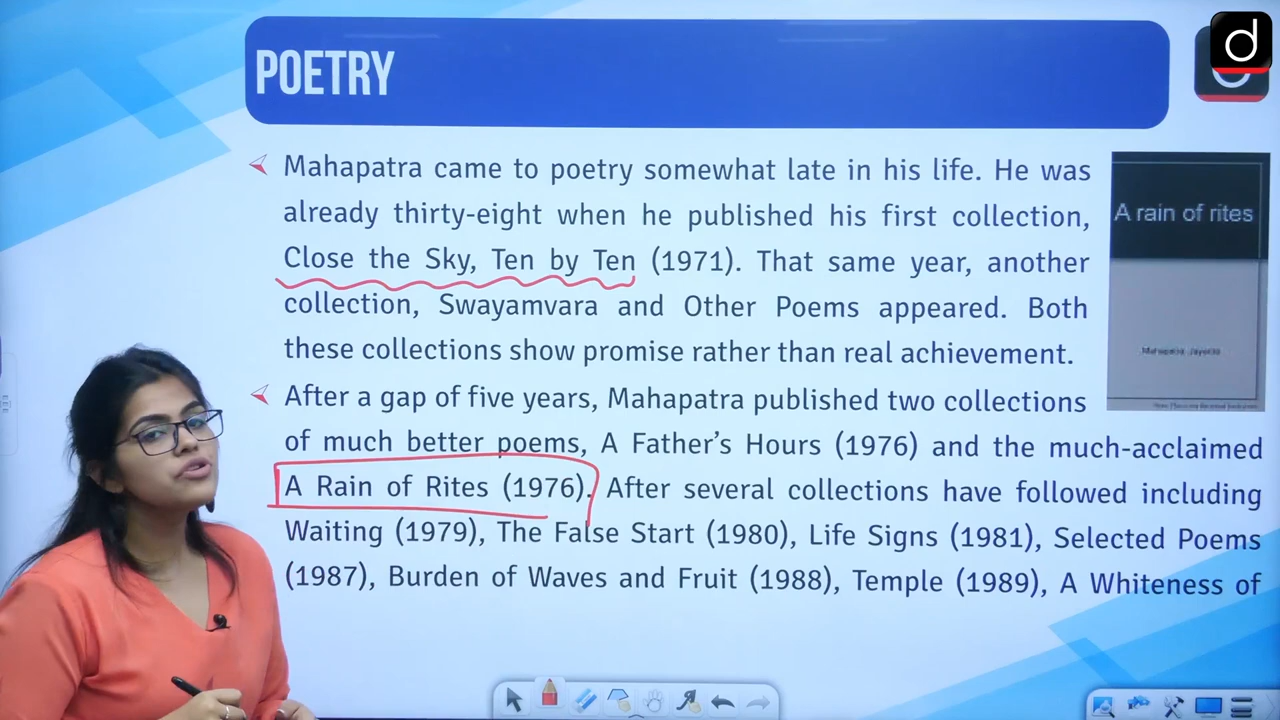 POETRY
d
Mahapatra came to poetry somewhat late in his life. He was
already thirty-eight when he published his first collection,
Close the Sky, Ten by Ten (1971). That same year, another
collection, Swayamvara and Other Poems appeared. Both
these collections show promise rather than real achievement.
A rain of rites
Mahapatra Jayanta
After a gap of five years, Mahapatra published two collections
of much better poems, A Father’s Hours (1976) and the much-acclaimed
A Rain of Rites (1976). After several collections have followed including
Waiting (1979), The False Start (1980), Life Signs (1981), Selected Poems
(1987), Burden of Waves and Fruit (1988), Temple (1989), A Whiteness of